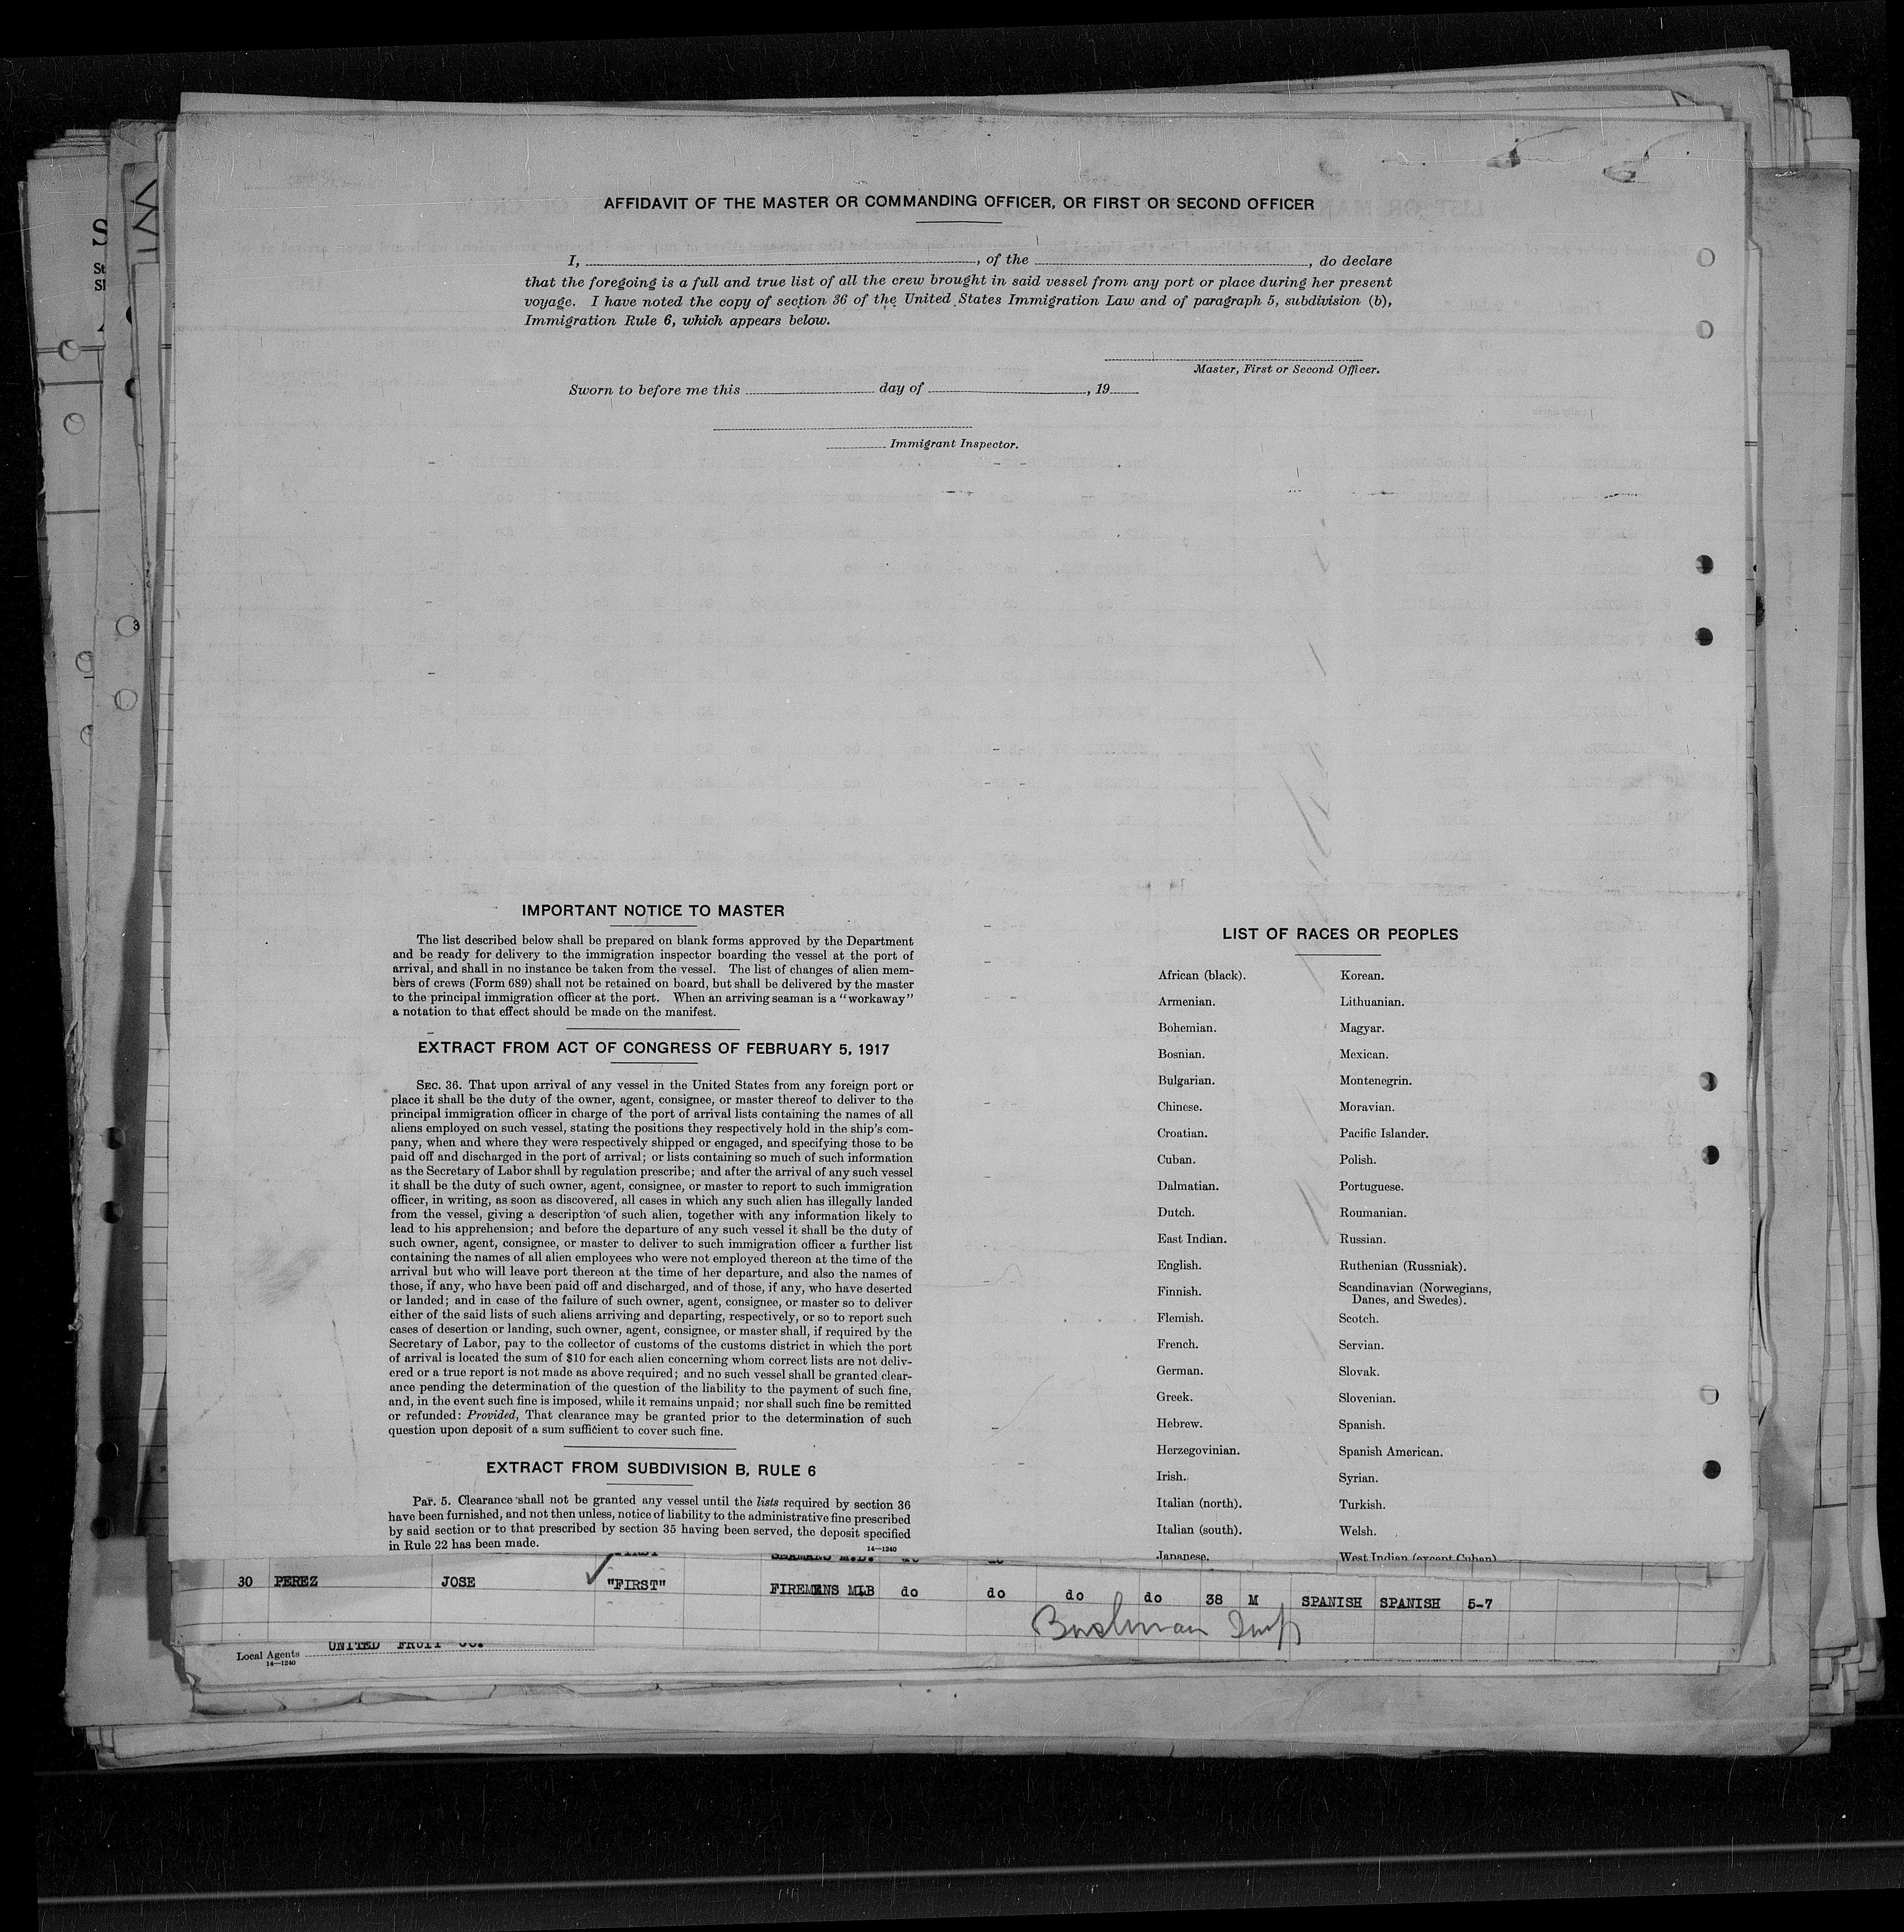 AFFIDAVIT OF THE MASTER OR COMMANDING OFFICER, OR FIRST OR SECOND OFFICER
I, , of the , do declare
that the foregoing is a full and true list of all the crew brought in said vessel from any port or place during her present
voyage. I have noted the copy of section 36 of the United States Immigration Law and of paragraph 5, subdivision (b),
Immigration Rule 6, which appears below.
Master, First or Second Officer.
Sworn to before me this day of , 19
Immigrant Inspector.
IMPORTANT NOTICE TO MASTER
The list described below shall be prepared on blank forms approved by the Department
and be ready for delivery to the immigration inspector boarding the vessel at the port of
arrival, and shall in no instance be taken from the vessel. The list of changes of alien mem-
bers of crews (Form 689) shall not be retained on board, but shall be delivered by the master
to the principal immigration officer at the port. When an arriving seaman is a "workaway"
a notation to that effect should be made on the manifest.
EXTRACT FROM ACT OF CONGRESS OF FEBRUARY 5, 1917
SEC. 36. That upon arrival of any vessel in the United States from any foreign port or
place it shall be the duty of the owner, agent, consignee, or master thereof to deliver to the
principal immigration officer in charge of the port of arrival lists containing the names of all
aliens employed on such vessel, stating the positions they respectively hold in the ship's com-
pany, when and where they were respectively shipped or engaged, and specifying those to be
paid off and discharged in the port of arrival; or lists containing so much of such information
as the Secretary of Labor shall by regulation prescribe; and after the arrival of any such vessel
it shall be the duty of such owner, agent, consignee, or master to report to such immigration
officer, in writing, as soon as discovered, all cases in which any such alien has illegally landed
from the vessel, giving a description of such alien, together with any information likely to
lead to his apprehension; and before the departure of any such vessel it shall be the duty of
such owner, agent, consignee, or master to deliver to such immigration officer a further list
containing the names of all alien employees who were not employed thereon at the time of the
arrival but who will leave port thereon at the time of her departure, and also the names of
those, if any, who have been paid off and discharged, and of those, if any, who have deserted
or landed; and in case of the failure of such owner, agent, consignee, or master so to deliver
either of the said lists of such aliens arriving and departing, respectively, or so to report such
cases of desertion or landing, such owner, agent, consignee, or master shall, if required by the
Secretary of Labor, pay to the collector of customs of the customs district in which the port
of arrival is located the sum of $10 for each alien concerning whom correct lists are not deliv-
ered or a true report is not made as above required; and no such vessel shall be granted clear-
ance pending the determination of the question of the liability to the payment of such fine,
and, in the event such fine is imposed, while it remains unpaid; nor shall such fine be remitted
or refunded: Provided, That clearance may be granted prior to the determination of such
question upon deposit of a sum sufficient to cover such fine.
EXTRACT FROM SUBDIVISION B, RULE 6
Par. 5. Clearance shall not be granted any vessel until the lists required by section 36
have been furnished, and not then unless, notice of liability to the administrative fine prescribed
by said section or to that prescribed by section 35 having been served, the deposit specified
in Rule 22 has been made.
14—1240
LIST OF RACES OR PEOPLES
African (black). Korean.
Armenian. Lithuanian.
Bohemian. Magyar.
Bosnian. Mexican.
Bulgarian. Montenegrin.
Chinese. Moravian.
Croatian. Pacific Islander.
Cuban. Polish.
Dalmatian. Portuguese.
Dutch. Roumanian.
East Indian. Russian.
English. Ruthenian (Russniak).
Finnish. Scandinavian (Norwegians,
Danes, and Swedes).
Flemish. Scotch.
French. Servian.
German. Slovak.
Greek. Slovenian.
Hebrew. Spanish.
Herzegovinian. Spanish American.
Irish. Syrian.
Italian (north). Turkish.
Italian (south). Welsh.
Japanese. West Indian (except Cuban)
30 PEREZ JOSE "FIRST" FIREMENS MLB do do do do 38 M SPANISH SPANISH 5-7
UNITED FRUIT CO.
Local Agents
14—1240